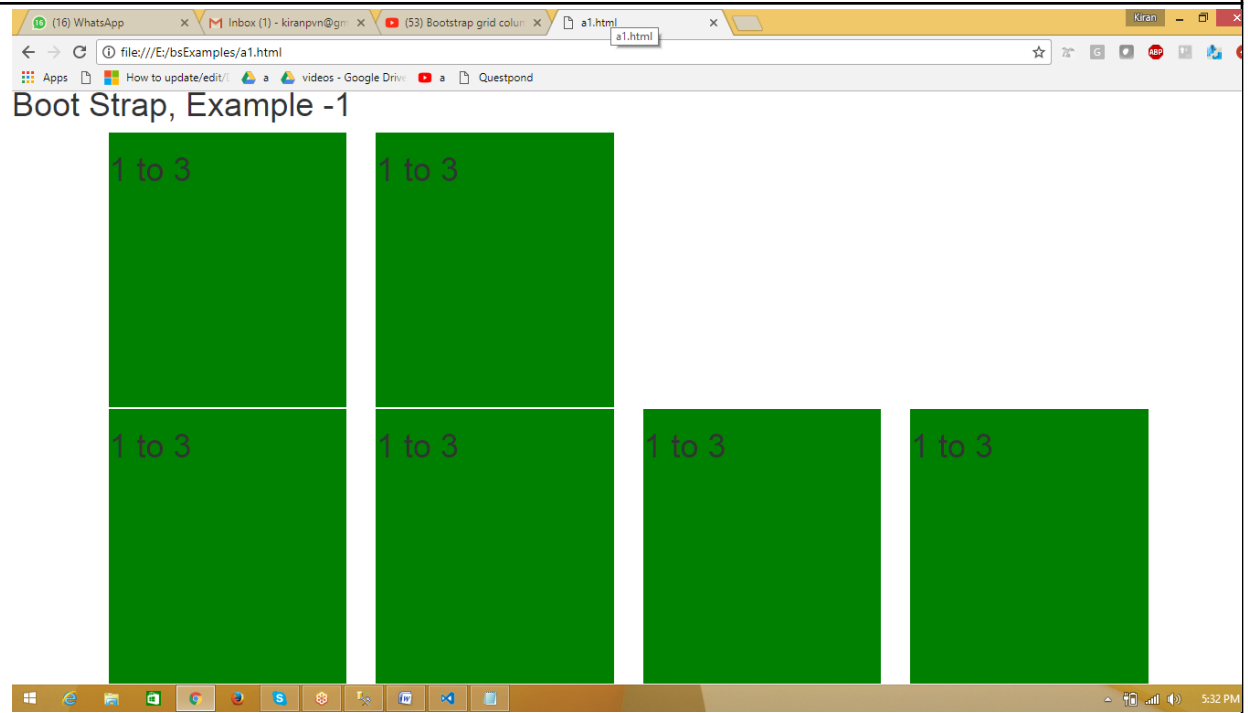 (16) WhatsApp
M Inbox (1) - kiranpvn@gm
(53) Bootstrap grid colun
a1.html
Kiran
a1.html
file:///E:/bsExamples/a1.html
Apps
How to update/edit/
a
videos - Google Drive
a
Questpond
Boot Strap, Example -1
1 to 3
1 to 3
1 to 3
1 to 3
1 to 3
1 to 3
5:32 PM